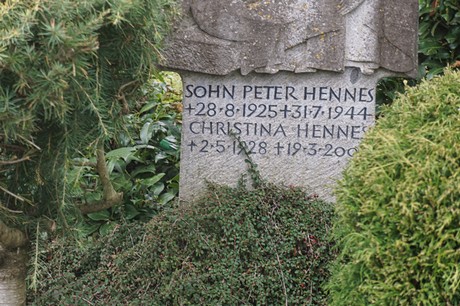 SOHN PETER HENNES
+28·8·1925+31·7·1944
CHRISTINA HENNES
+2·5·1928 +19·3·200